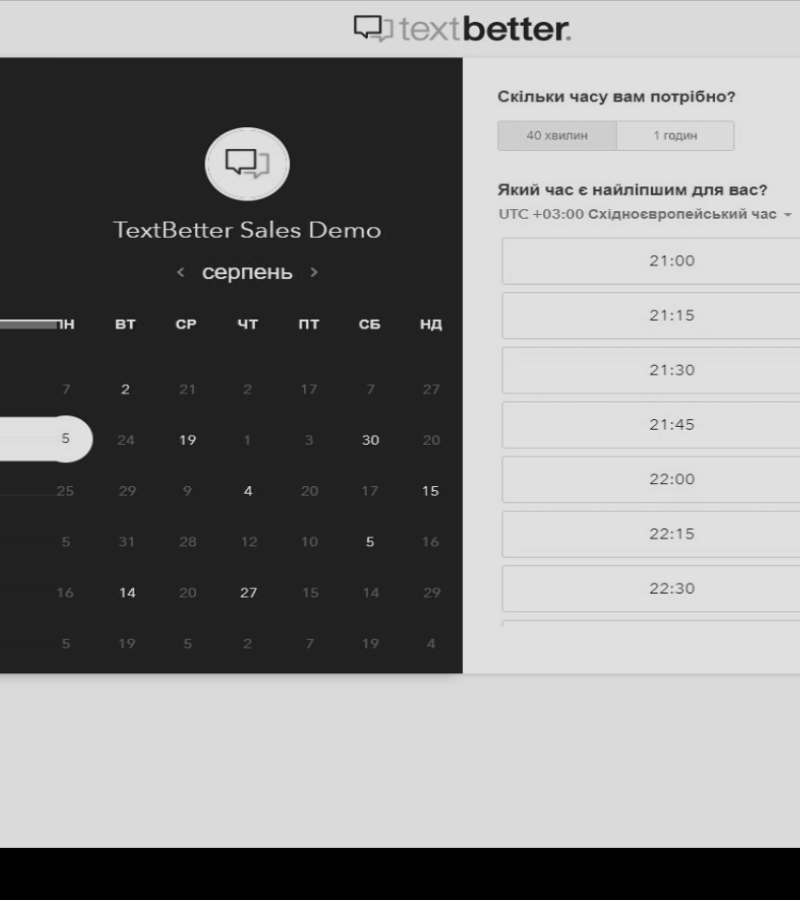 textbetter.
TextBetter Sales Demo
< серпень >
ПН ВТ СР ЧТ ПТ СБ НД
7 2 21 2 17 7 27
5 24 19 1 3 30 20
25 29 9 4 20 17 15
5 31 28 12 10 5 16
16 14 20 27 15 14 29
5 19 5 2 7 19 4
Скільки часу вам потрібно?
40 хвилин 1 годин
Який час є найліпшим для вас?
UTC +03:00 Східноєвропейський час
21:00
21:15
21:30
21:45
22:00
22:15
22:30